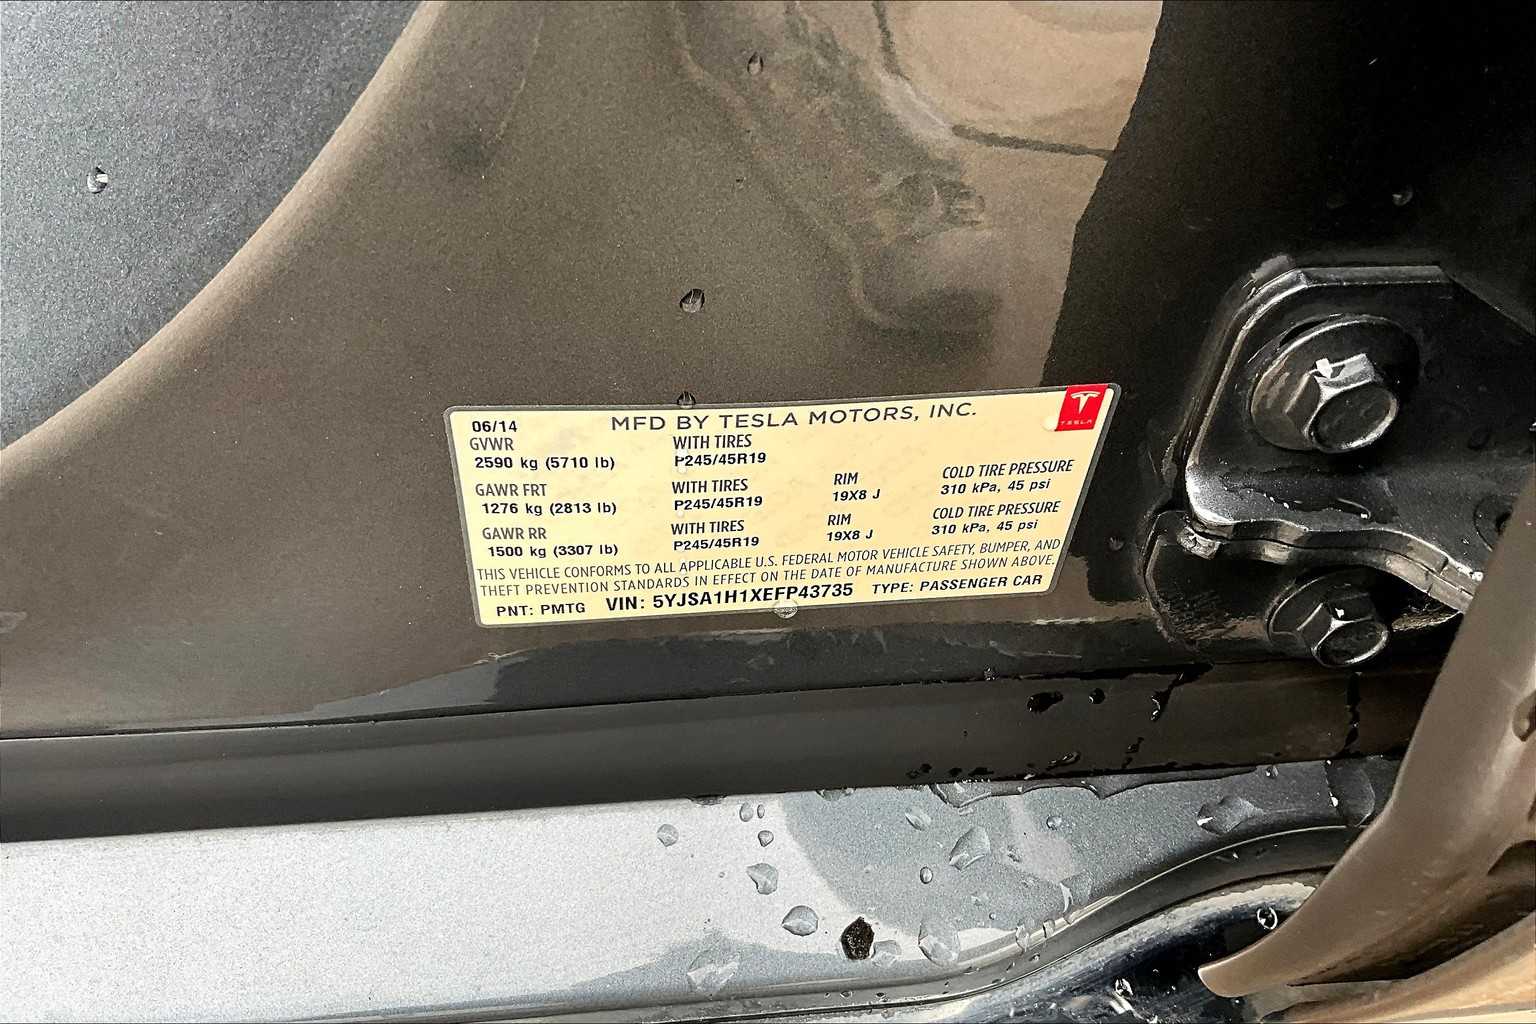 06/14 MFD BY TESLA MOTORS, INC.
TESLA
GVWR WITH TIRES
2590 kg (5710 lb) P245/45R19
GAWR FRT WITH TIRES RIM COLD TIRE PRESSURE
1276 kg (2813 lb) P245/45R19 19X8 J 310 kPa, 45 psi
GAWR RR WITH TIRES RIM COLD TIRE PRESSURE
1500 kg (3307 lb) P245/45R19 19X8 J 310 kPa, 45 psi
THIS VEHICLE CONFORMS TO ALL APPLICABLE U.S. FEDERAL MOTOR VEHICLE SAFETY, BUMPER, AND
THEFT PREVENTION STANDARDS IN EFFECT ON THE DATE OF MANUFACTURE SHOWN ABOVE.
PNT: PMTG VIN: 5YJSA1H1XEFP43735 TYPE: PASSENGER CAR